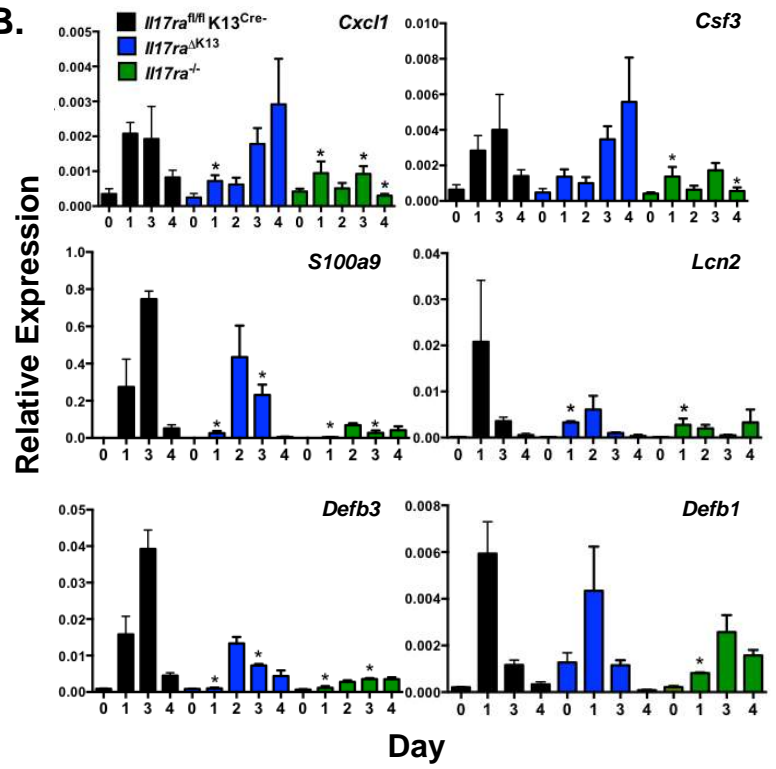 B.
Il17ra^fl/fl K13^Cre-
Il17ra^ΔK13
Il17ra^-/-
Relative Expression
Cxcl1
0.005
0.004
0.003
0.002
0.001
0.000
0 1 3 4 0 1 2 3 4 0 1 2 3 4
* * * *
Csf3
0.010
0.008
0.006
0.004
0.002
0.000
0 1 3 4 0 1 2 3 4 0 1 2 3 4
* *
S100a9
1.0
0.8
0.6
0.4
0.2
0.0
0 1 3 4 0 1 2 3 4 0 1 2 3 4
* * * *
Lcn2
0.04
0.03
0.02
0.01
0.00
0 1 3 4 0 1 2 3 4 0 1 2 3 4
* *
Defb3
0.05
0.04
0.03
0.02
0.01
0.00
0 1 3 4 0 1 2 3 4 0 1 2 3 4
* * * *
Defb1
0.008
0.006
0.004
0.002
0.000
0 1 3 4 0 1 3 4 0 1 3 4
*
Day